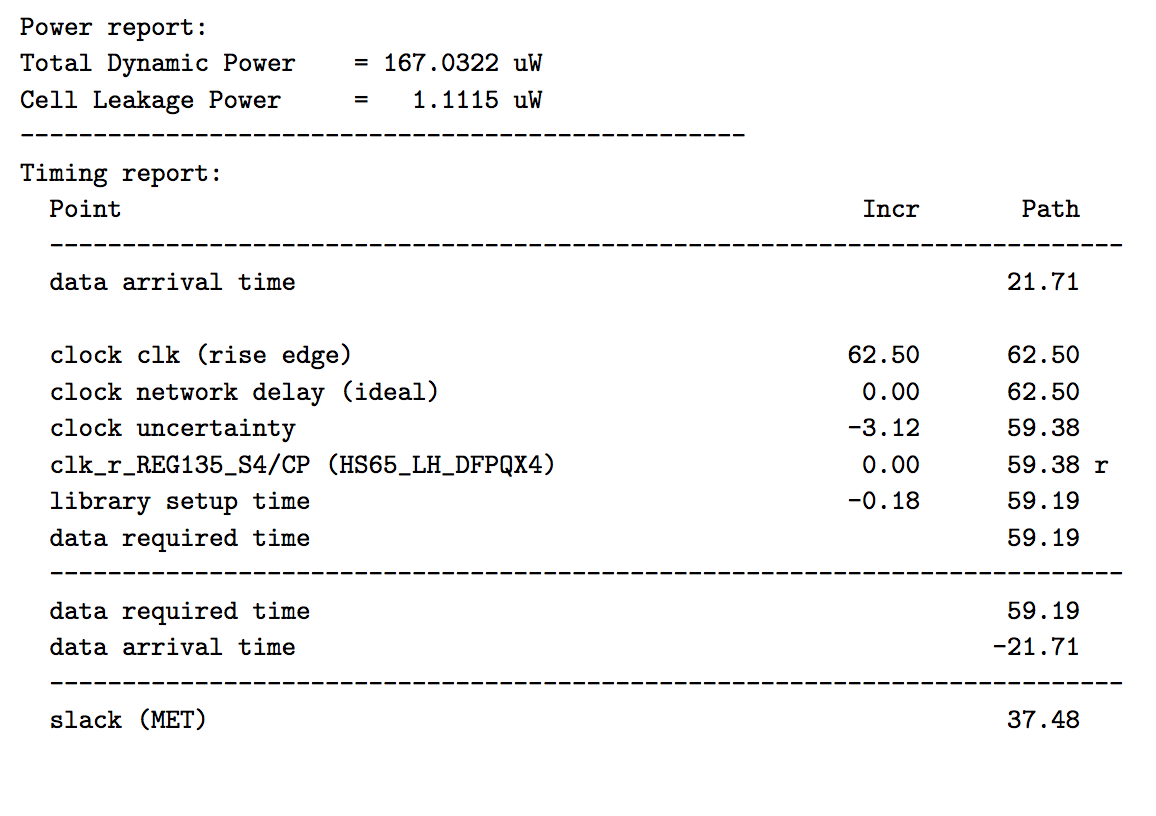 Power report:
Total Dynamic Power    = 167.0322 uW
Cell Leakage Power     =   1.1115 uW
--------------------------------------------------
Timing report:
  Point                                                   Incr       Path
  --------------------------------------------------------------------------
  data arrival time                                                 21.71

  clock clk (rise edge)                                  62.50      62.50
  clock network delay (ideal)                             0.00      62.50
  clock uncertainty                                      -3.12      59.38
  clk_r_REG135_S4/CP (HS65_LH_DFPQX4)                     0.00      59.38 r
  library setup time                                     -0.18      59.19
  data required time                                                59.19
  --------------------------------------------------------------------------
  data required time                                                59.19
  data arrival time                                                -21.71
  --------------------------------------------------------------------------
  slack (MET)                                                       37.48